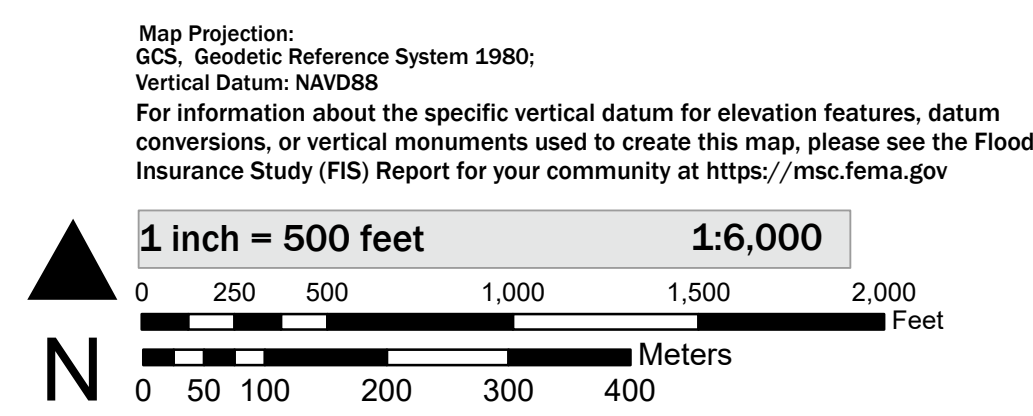 Map Projection:
GCS, Geodetic Reference System 1980;
Vertical Datum: NAVD88
For information about the specific vertical datum for elevation features, datum
conversions, or vertical monuments used to create this map, please see the Flood
Insurance Study (FIS) Report for your community at https://msc.fema.gov
1 inch = 500 feet 1:6,000
0 250 500 1,000 1,500 2,000
Feet
Meters
N
0 50 100 200 300 400